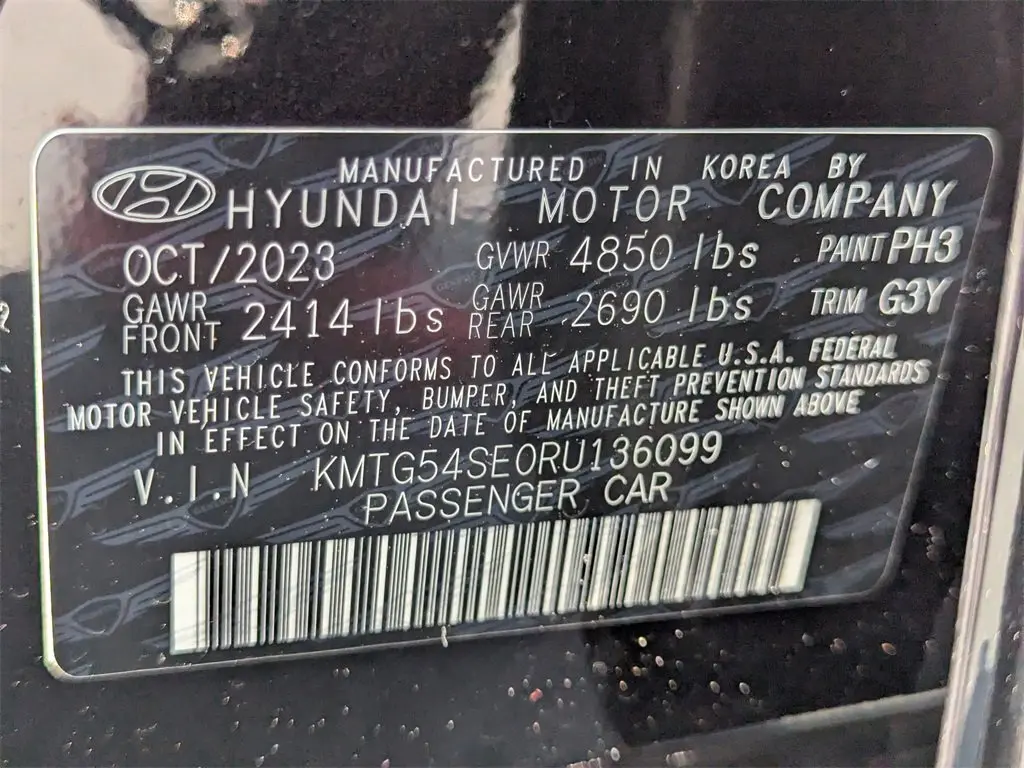 MANUFACTURED IN KOREA BY
HYUNDAI MOTOR COMPANY
OCT/2023 GVWR 4850 lbs PAINT PH3
GAWR FRONT 2414 lbs GAWR REAR 2690 lbs TRIM G3Y
THIS VEHICLE CONFORMS TO ALL APPLICABLE U.S.A. FEDERAL
MOTOR VEHICLE SAFETY, BUMPER, AND THEFT PREVENTION STANDARDS
IN EFFECT ON THE DATE OF MANUFACTURE SHOWN ABOVE
V.I.N KMTG54SE0RU136099
PASSENGER CAR